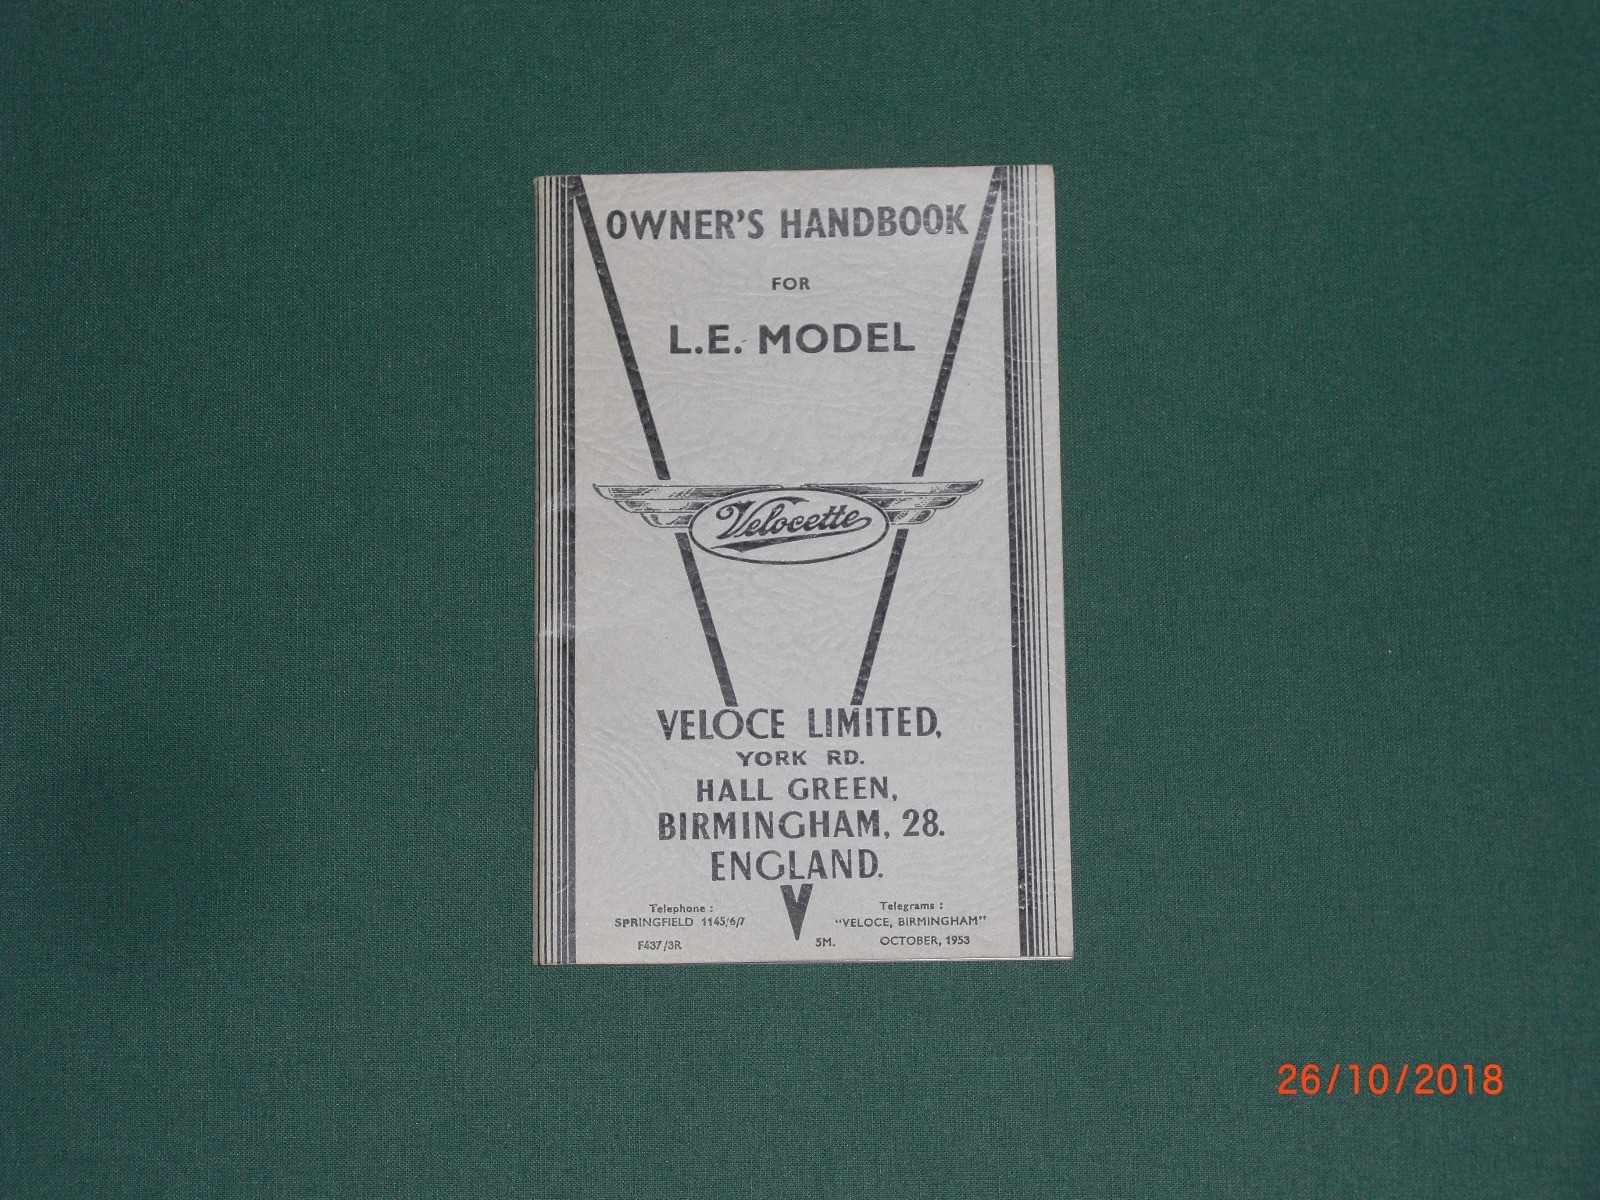 OWNER'S HANDBOOK
FOR
L.E. MODEL
Velocette
VELOCE LIMITED,
YORK RD.
HALL GREEN,
BIRMINGHAM, 28.
ENGLAND.
Telephone :
SPRINGFIELD 1145/6/7
F437/3R
5M.
Telegrams :
"VELOCE, BIRMINGHAM"
OCTOBER, 1953
26/10/2018